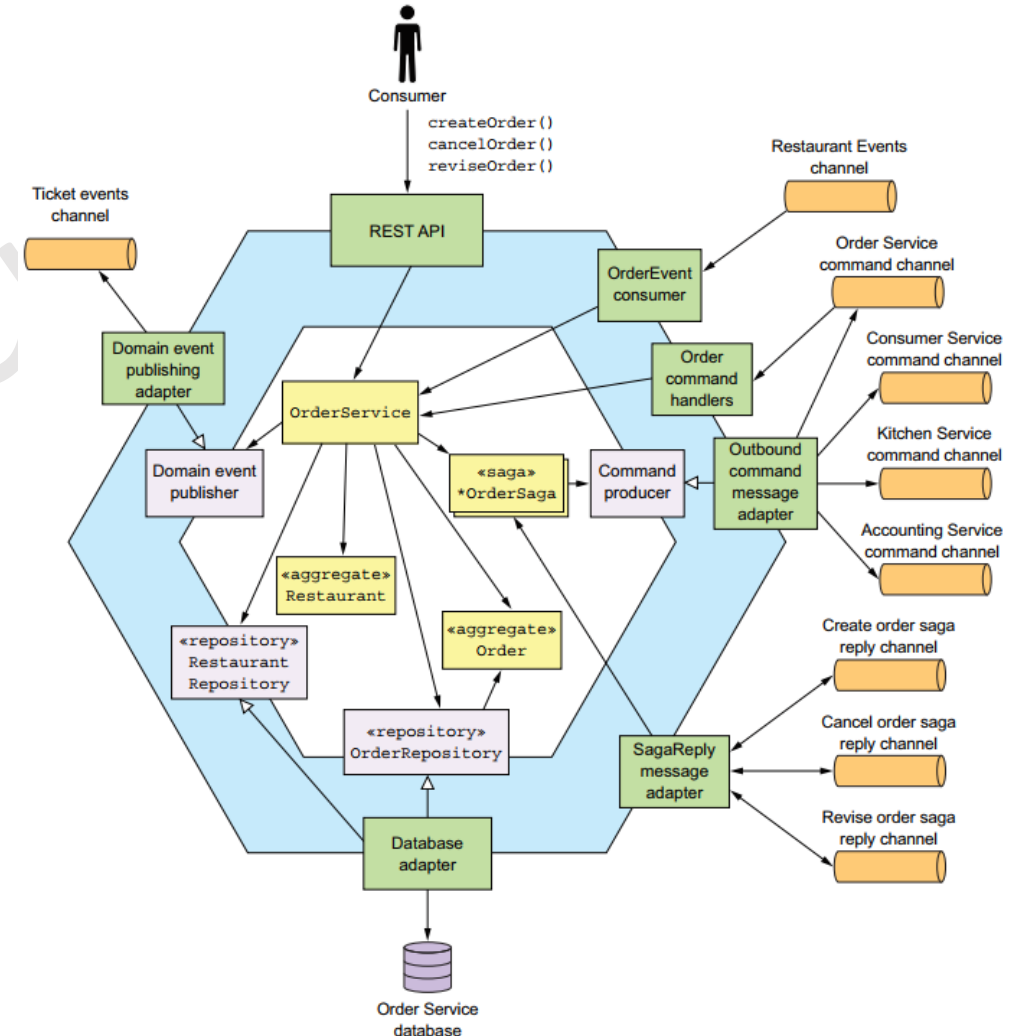 Consumer
createOrder()
cancelOrder()
reviseOrder()
Restaurant Events
channel
Ticket events
channel
REST API
Order Service
command channel
OrderEvent
consumer
Consumer Service
command channel
Domain event
publishing
adapter
Order
command
handlers
OrderService
Kitchen Service
command channel
Domain event
publisher
«saga»
*OrderSaga
Command
producer
Outbound
command
message
adapter
Accounting Service
command channel
«aggregate»
Restaurant
«aggregate»
Order
«repository»
Restaurant
Repository
Create order saga
reply channel
«repository»
OrderRepository
SagaReply
message
adapter
Cancel order saga
reply channel
Revise order saga
reply channel
Database
adapter
Order Service
database